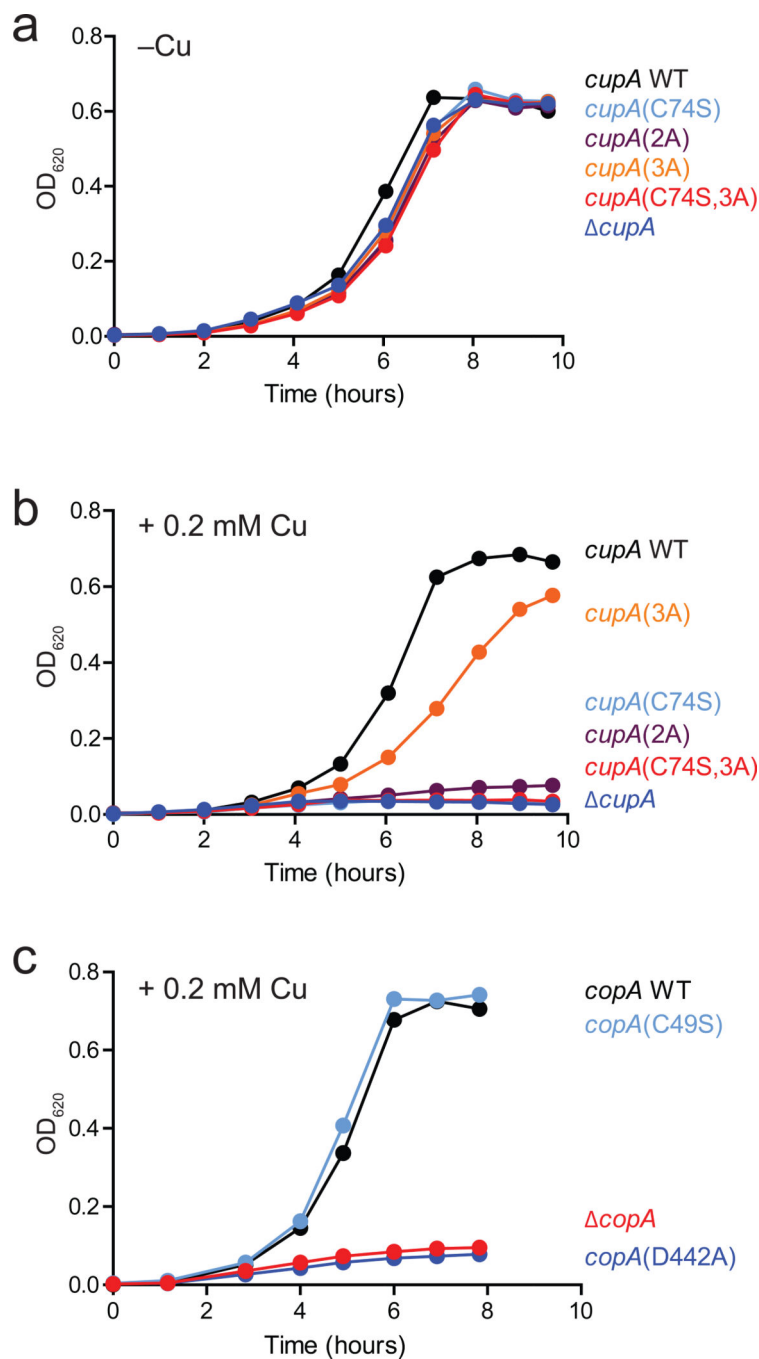 a
–Cu
0.8
0.6
0.4
0.2
0.0
OD620
0 2 4 6 8 10
Time (hours)
cupA WT
cupA(C74S)
cupA(2A)
cupA(3A)
cupA(C74S,3A)
ΔcupA
b
+ 0.2 mM Cu
0.8
0.6
0.4
0.2
0.0
OD620
0 2 4 6 8 10
Time (hours)
cupA WT
cupA(3A)
cupA(C74S)
cupA(2A)
cupA(C74S,3A)
ΔcupA
c
+ 0.2 mM Cu
0.8
0.6
0.4
0.2
0.0
OD620
0 2 4 6 8 10
Time (hours)
copA WT
copA(C49S)
ΔcopA
copA(D442A)